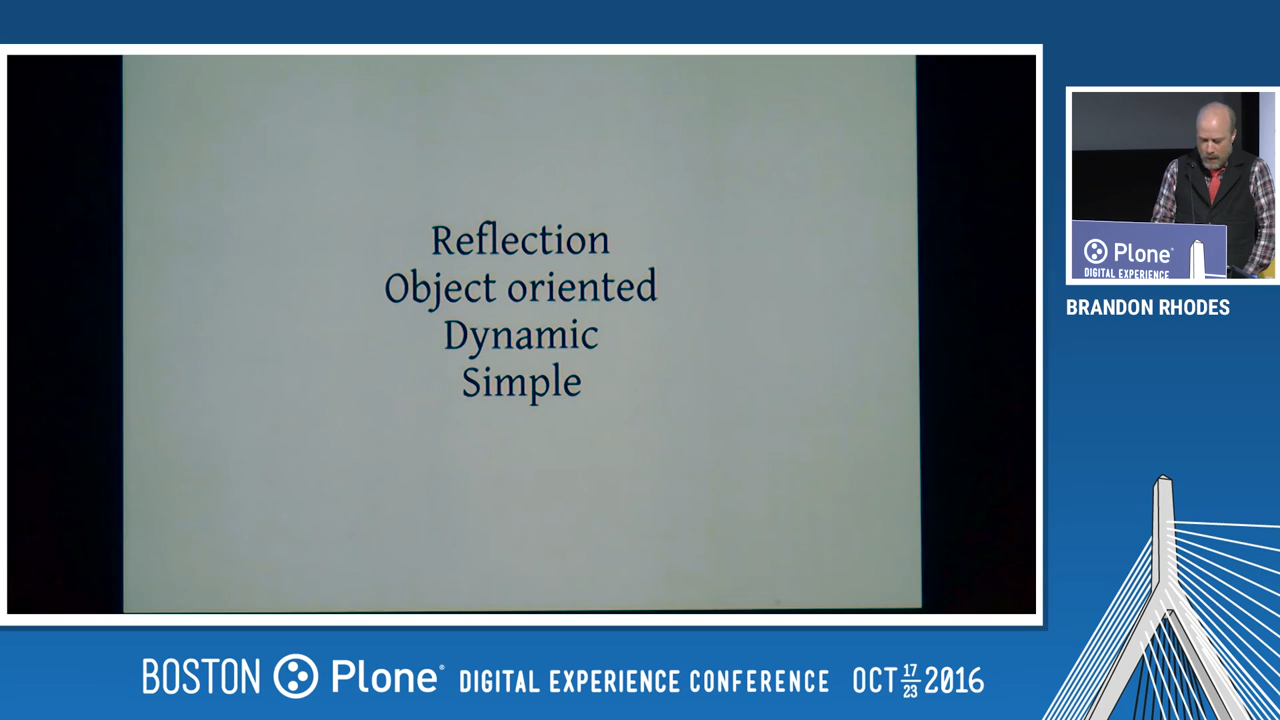 Reflection
Object oriented
Dynamic
Simple
Plone
DIGITAL EXPERIENCE
BRANDON RHODES
BOSTON Plone® DIGITAL EXPERIENCE CONFERENCE OCT 17 23 2016